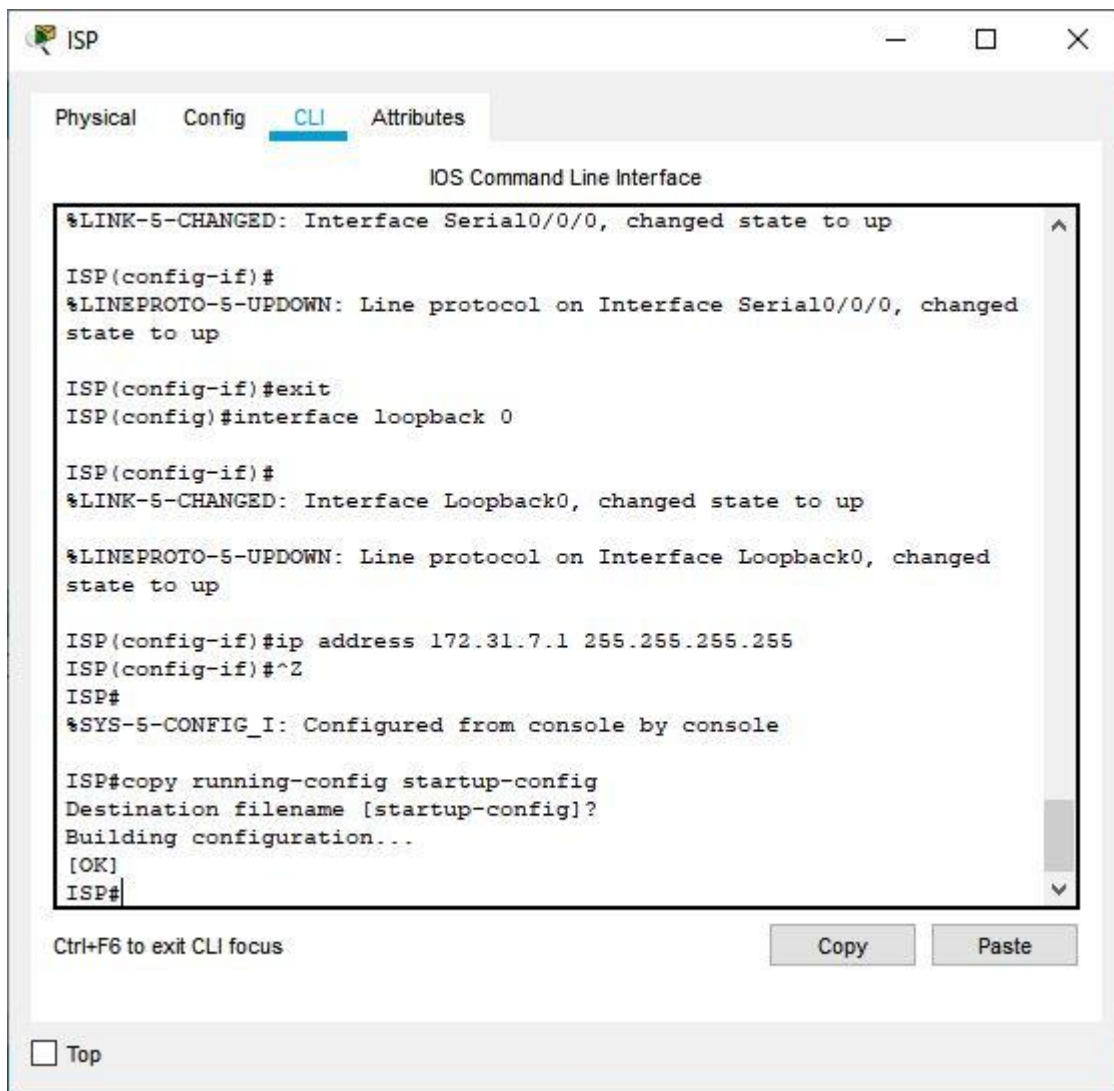 ISP
Physical Config CLI Attributes
IOS Command Line Interface
%LINK-5-CHANGED: Interface Serial0/0/0, changed state to up
ISP(config-if)#
%LINEPROTO-5-UPDOWN: Line protocol on Interface Serial0/0/0, changed
state to up
ISP(config-if)#exit
ISP(config)#interface loopback 0
ISP(config-if)#
%LINK-5-CHANGED: Interface Loopback0, changed state to up
%LINEPROTO-5-UPDOWN: Line protocol on Interface Loopback0, changed
state to up
ISP(config-if)#ip address 172.31.7.1 255.255.255.255
ISP(config-if)#^Z
ISP#
%SYS-5-CONFIG_I: Configured from console by console
ISP#copy running-config startup-config
Destination filename [startup-config]?
Building configuration...
[OK]
ISP#
Ctrl+F6 to exit CLI focus
Copy Paste
Top